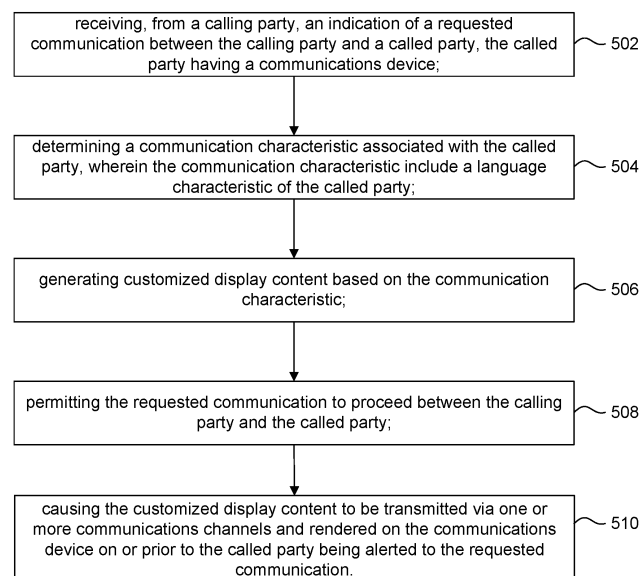 receiving, from a calling party, an indication of a requested
communication between the calling party and a called party, the called
party having a communications device;
502
determining a communication characteristic associated with the called
party, wherein the communication characteristic include a language
characteristic of the called party;
504
generating customized display content based on the communication
characteristic;
506
permitting the requested communication to proceed between the calling
party and the called party;
508
causing the customized display content to be transmitted via one or
more communications channels and rendered on the communications
device on or prior to the called party being alerted to the requested
communication.
510